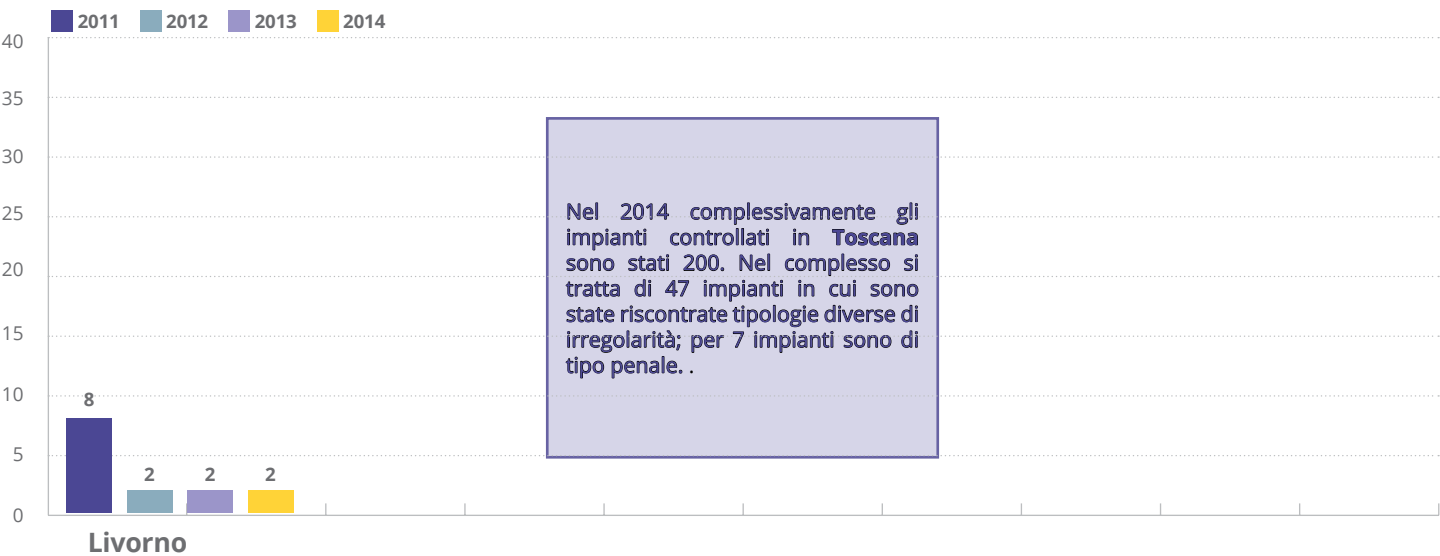 2011 2012 2013 2014
40
35
30
25
20
15
10
5
0
8
2 2 2
Livorno
Nel 2014 complessivamente gli
impianti controllati in Toscana
sono stati 200. Nel complesso si
tratta di 47 impianti in cui sono
state riscontrate tipologie diverse di
irregolarità; per 7 impianti sono di
tipo penale. .